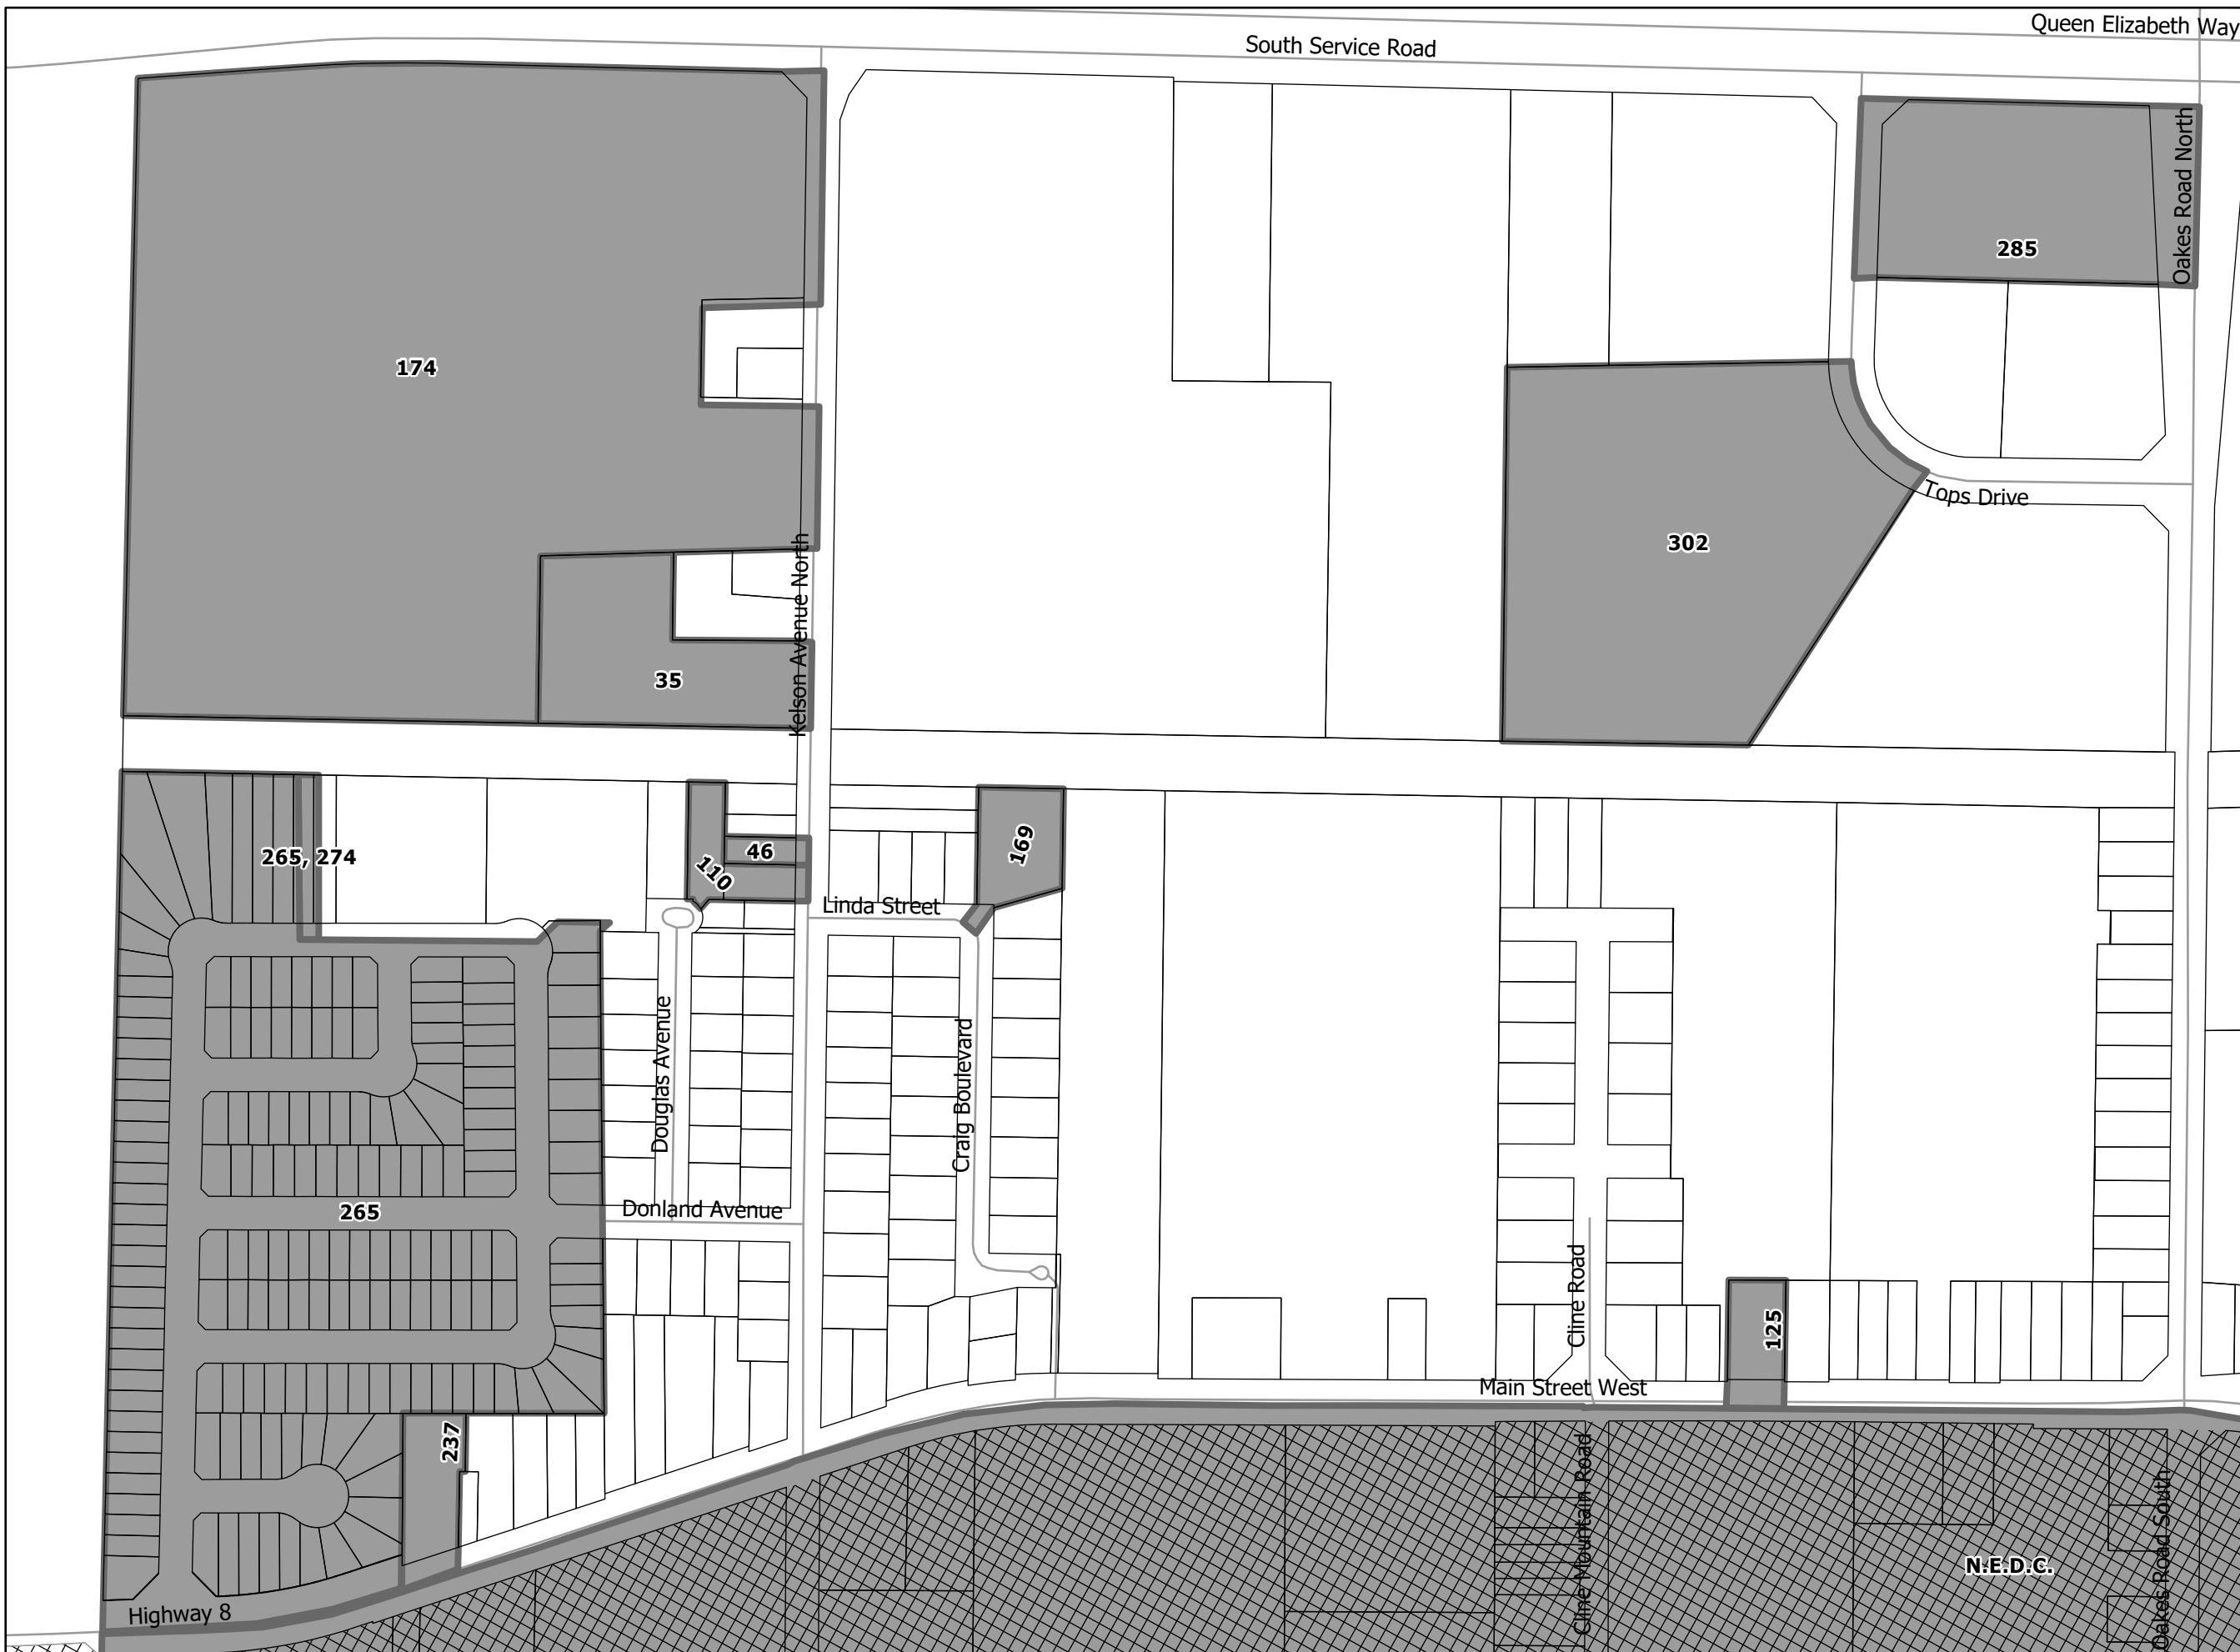 Queen Elizabeth Way
South Service Road
Oakes Road North
285
174
Tops Drive
302
Kelson Avenue North
35
265, 274
46
110
169
Linda Street
Douglas Avenue
Craig Boulevard
265
Donland Avenue
Cline Road
125
Main Street West
237
Cline Mountain Road
N.E.D.C.
Oakes Road South
Highway 8